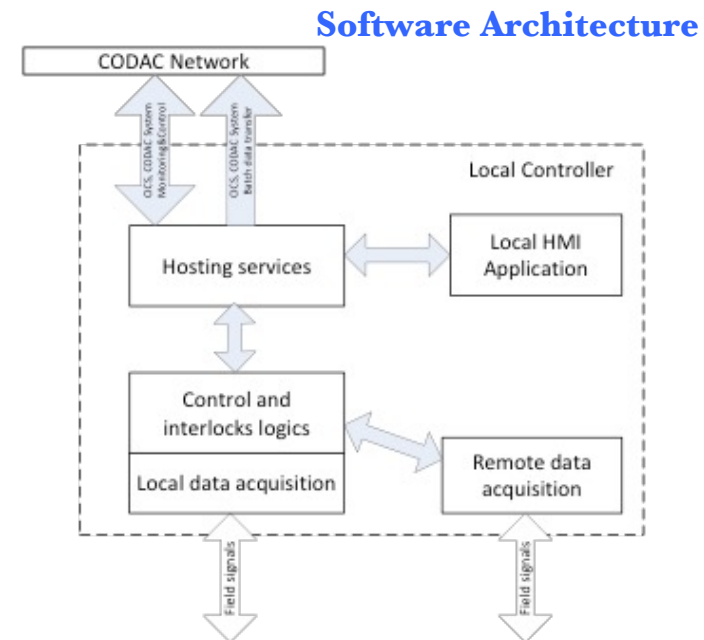 Software Architecture
CODAC Network
OCS, CODAC System
Monitoring&Control
OCS, CODAC System
Batch data transfer
Local Controller
Hosting services
Local HMI
Application
Control and
interlocks logics
Local data acquisition
Remote data
acquisition
Field signals
Field signals